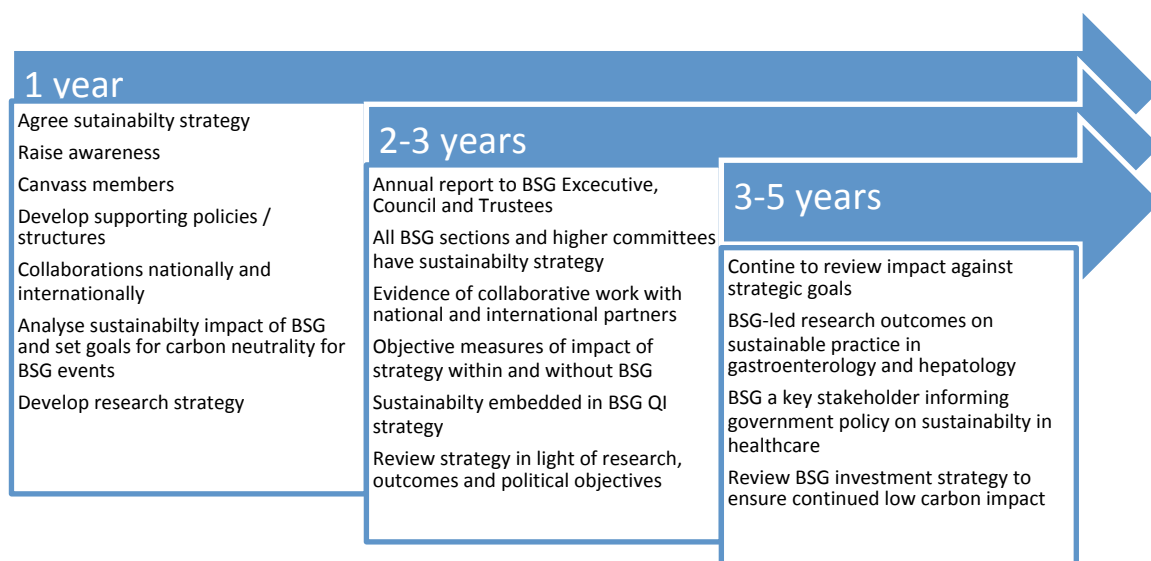 1 year
Agree sutainabilty strategy
Raise awareness
Canvass members
Develop supporting policies /
structures
Collaborations nationally and
internationally
Analyse sustainabilty impact of BSG
and set goals for carbon neutrality for
BSG events
Develop research strategy
2-3 years
Annual report to BSG Excecutive,
Council and Trustees
All BSG sections and higher committees
have sustainabilty strategy
Evidence of collaborative work with
national and international partners
Objective measures of impact of
strategy within and without BSG
Sustainabilty embedded in BSG QI
strategy
Review strategy in light of research,
outcomes and political objectives
3-5 years
Contine to review impact against
strategic goals
BSG-led research outcomes on
sustainable practice in
gastroenterology and hepatology
BSG a key stakeholder informing
government policy on sustainabilty in
healthcare
Review BSG investment strategy to
ensure continued low carbon impact